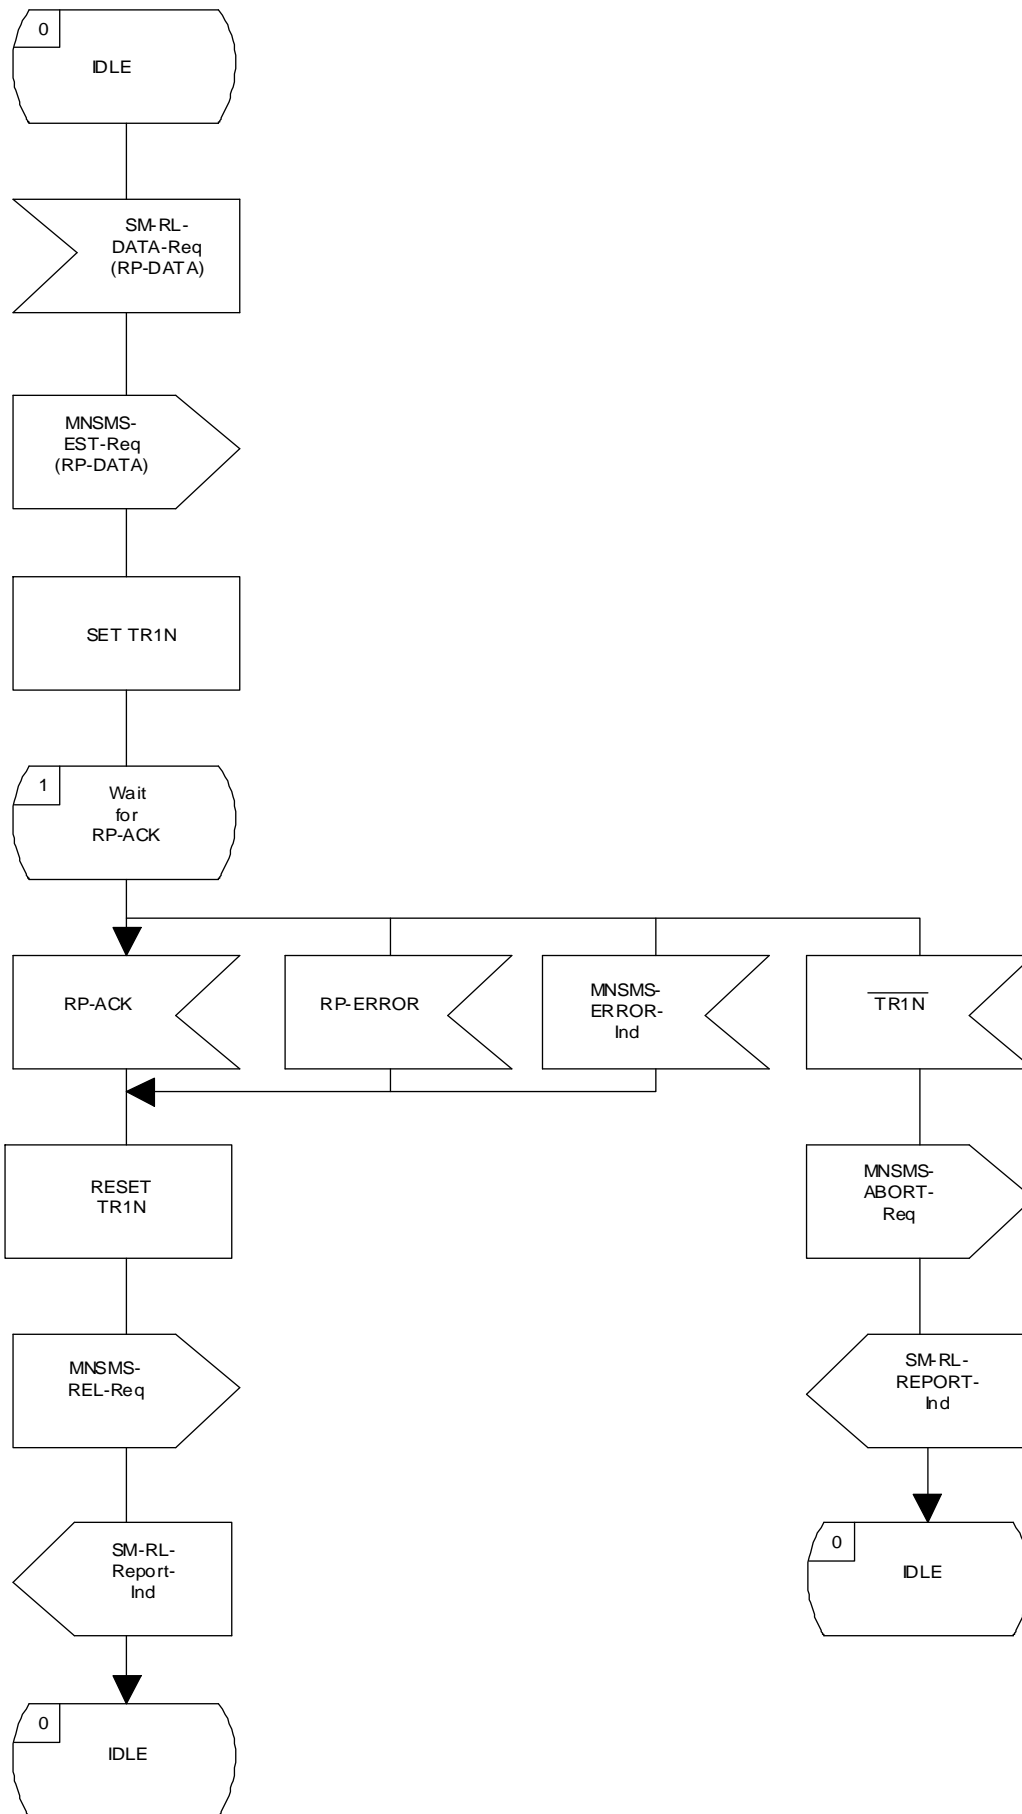 0
IDLE
SM-RL-
DATA-Req
(RP-DATA)
MNSMS-
EST-Req
(RP-DATA)
SET TR1N
1
Wait
for
RP-ACK
RP-ACK
RP-ERROR
MNSMS-
ERROR-
Ind
TR1N
RESET
TR1N
MNSMS-
ABORT-
Req
MNSMS-
REL-Req
SM-RL-
REPORT-
Ind
SM-RL-
Report-
Ind
0
IDLE
0
IDLE